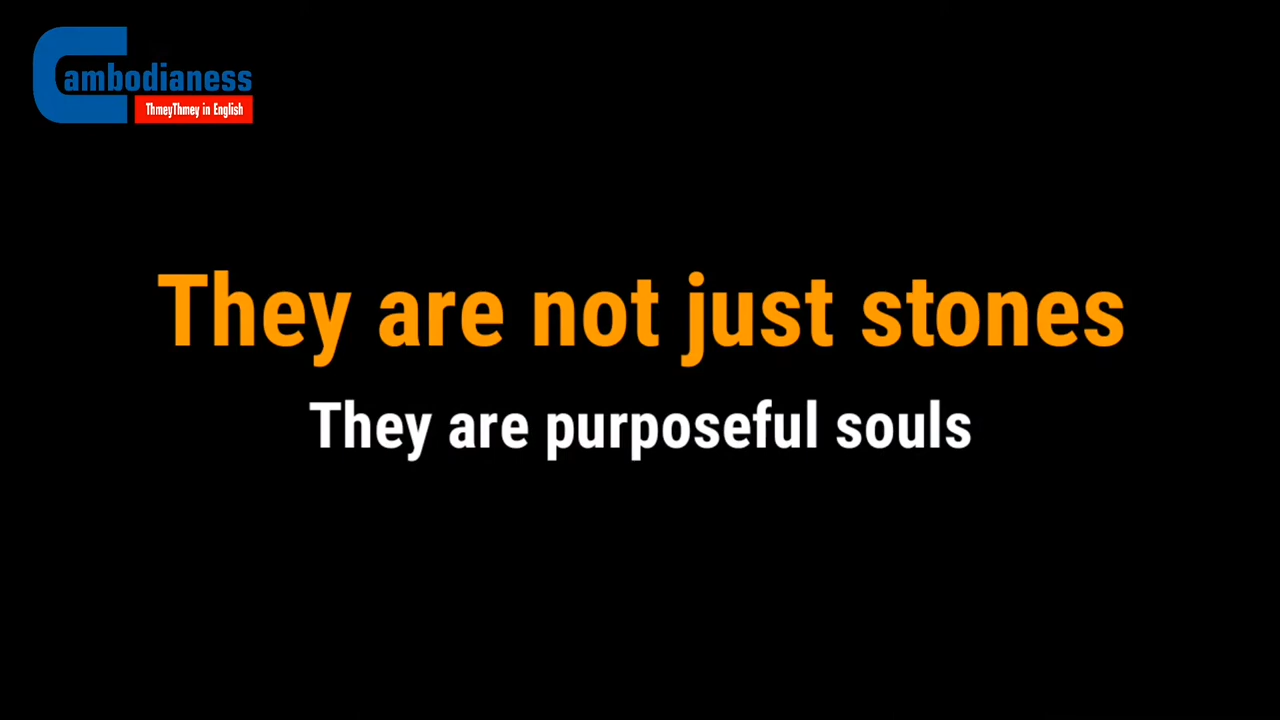 Cambodianess
ThmeyThmey in English
They are not just stones
They are purposeful souls